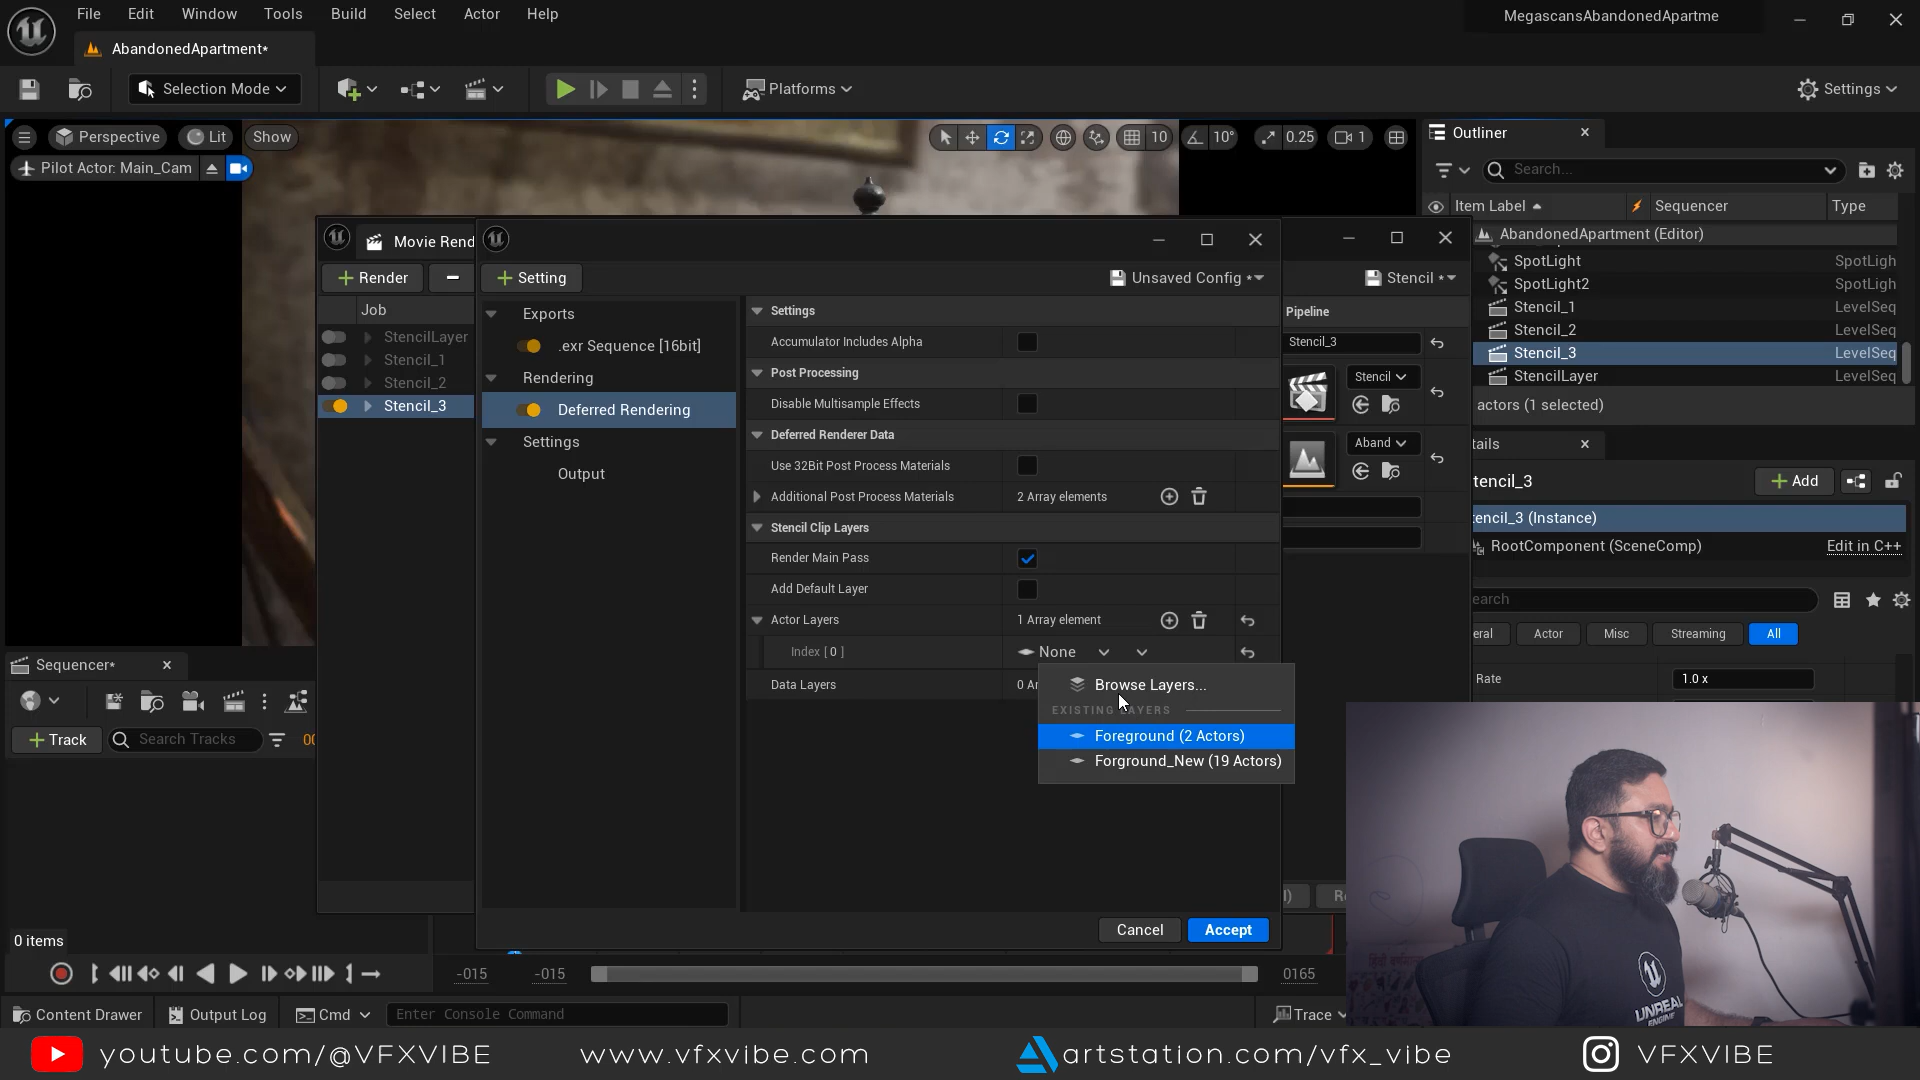 File Edit Window Tools Build Select Actor Help
MegascansAbandonedApartme
AbandonedApartment*
Selection Mode
Platforms
Settings
Perspective Lit Show
10 10° 0.25 1
Pilot Actor: Main_Cam
Outliner
Search...
Item Label Sequencer Type
AbandonedApartment (Editor)
SpotLight SpotLigh
SpotLight2 SpotLigh
Stencil_1 LevelSeq
Stencil_2 LevelSeq
Stencil_3 LevelSeq
StencilLayer LevelSeq
actors (1 selected)
Movie Rend
Render
Job
StencilLayer
Stencil_1
Stencil_2
Stencil_3
Setting
Unsaved Config *
Stencil *
Exports
.exr Sequence [16bit]
Rendering
Deferred Rendering
Settings
Output
Settings
Accumulator Includes Alpha
Post Processing
Disable Multisample Effects
Deferred Renderer Data
Use 32Bit Post Process Materials
Additional Post Process Materials 2 Array elements
Stencil Clip Layers
Render Main Pass
Add Default Layer
Actor Layers 1 Array element
Index [ 0 ] None
Data Layers 0 Ar
Browse Layers...
EXISTING LAYERS
Foreground (2 Actors)
Forground_New (19 Actors)
Cancel Accept
Pipeline
Stencil_3
Stencil
Aband
tails
tencil_3
Add
tencil_3 (Instance)
RootComponent (SceneComp) Edit in C++
earch
eral Actor Misc Streaming All
Rate 1.0 x
Sequencer*
Track
Search Tracks
00
0 items
-015 -015 0165
Content Drawer Output Log Cmd Enter Console Command
Trace
UNREAL
ENGINE
youtube.com/@VFXVIBE www.vfxvibe.com artstation.com/vfx_vibe VFXVIBE